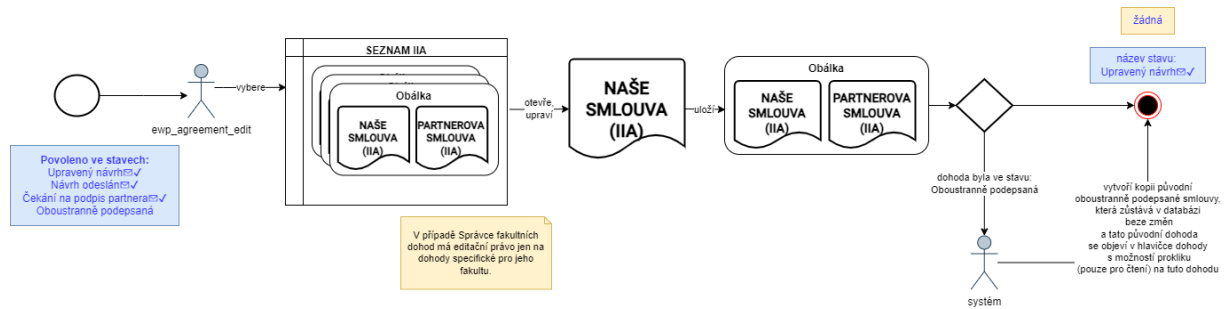 žádná
název stavu:
Upravený návrh✉✓
SEZNAM IIA
Obálka
NAŠE
SMLOUVA
(IIA)
PARTNEROVA
SMLOUVA
(IIA)
vybere
ewp_agreement_edit
Povoleno ve stavech:
Upravený návrh✉✓
Návrh odeslán✉✓
Čekání na podpis partnera✉✓
Oboustranně podepsaná
otevře,
upraví
NAŠE
SMLOUVA
(IIA)
uloží
Obálka
NAŠE
SMLOUVA
(IIA)
PARTNEROVA
SMLOUVA
(IIA)
V případě Správce fakultních
dohod má editační právo jen na
dohody specifické pro jeho
fakultu.
dohoda byla ve stavu:
Oboustranně podepsaná
systém
vytvoří kopii původní
oboustranně podepsané smlouvy,
která zůstává v databázi
beze změn
a tato původní dohoda
se objeví v hlavičce dohody
s možností prokliku
(pouze pro čtení) na tuto dohodu